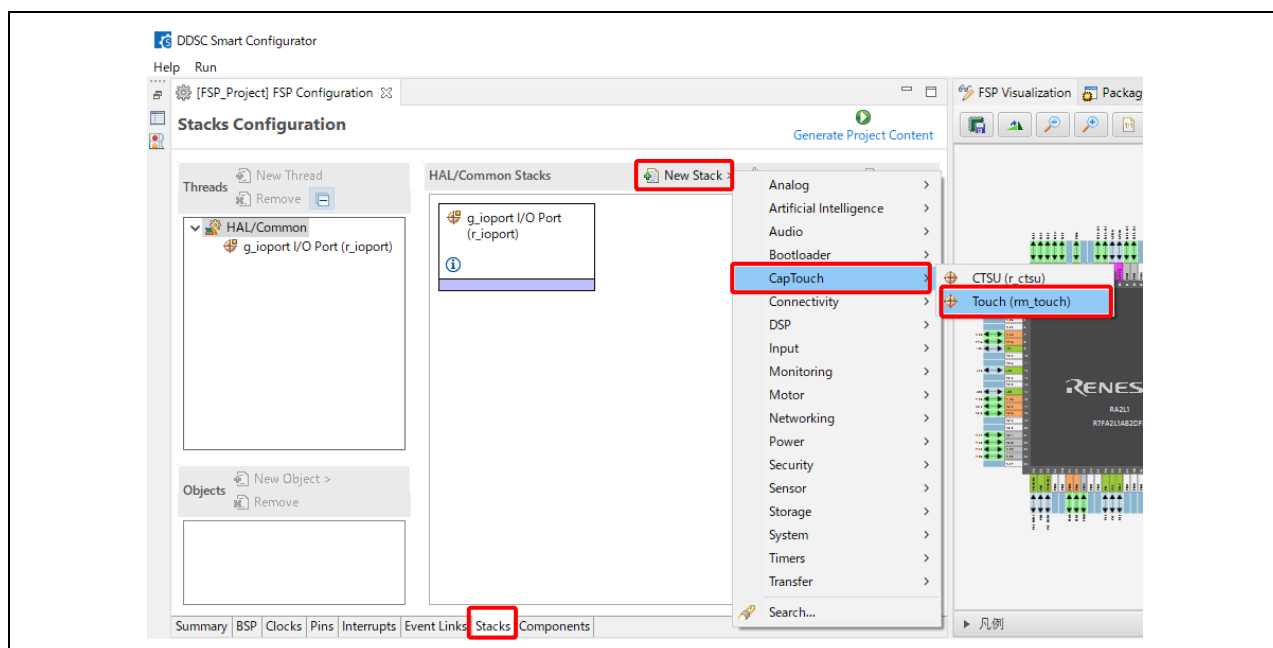 DDSC Smart Configurator
Help Run
[FSP_Project] FSP Configuration
Stacks Configuration
Generate Project Content
Threads
New Thread
Remove
HAL/Common
g_ioport I/O Port (r_ioport)
Objects
New Object >
Remove
HAL/Common Stacks
New Stack >
g_ioport I/O Port
(r_ioport)
Analog
Artificial Intelligence
Audio
Bootloader
CapTouch
Connectivity
DSP
Input
Monitoring
Motor
Networking
Power
Security
Sensor
Storage
System
Timers
Transfer
Search...
CTSU (r_ctsu)
Touch (rm_touch)
Summary BSP Clocks Pins Interrupts Event Links Stacks Components
FSP Visualization
Packag
RENES
RA2L1
凡例